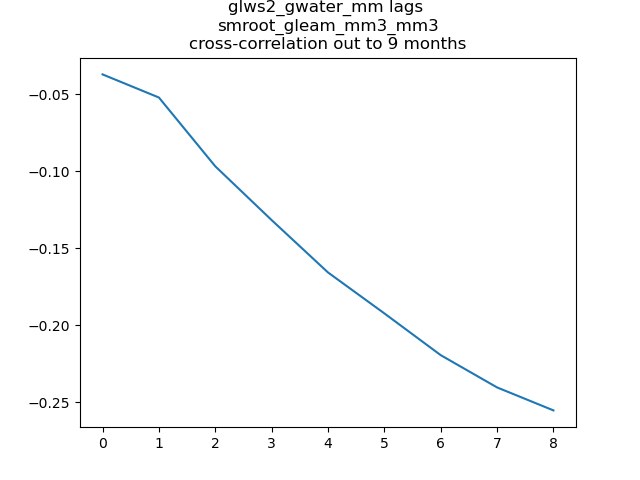 glws2_gwater_mm lags
smroot_gleam_mm3_mm3
cross-correlation out to 9 months
−0.05
−0.10
−0.15
−0.20
−0.25
0 1 2 3 4 5 6 7 8